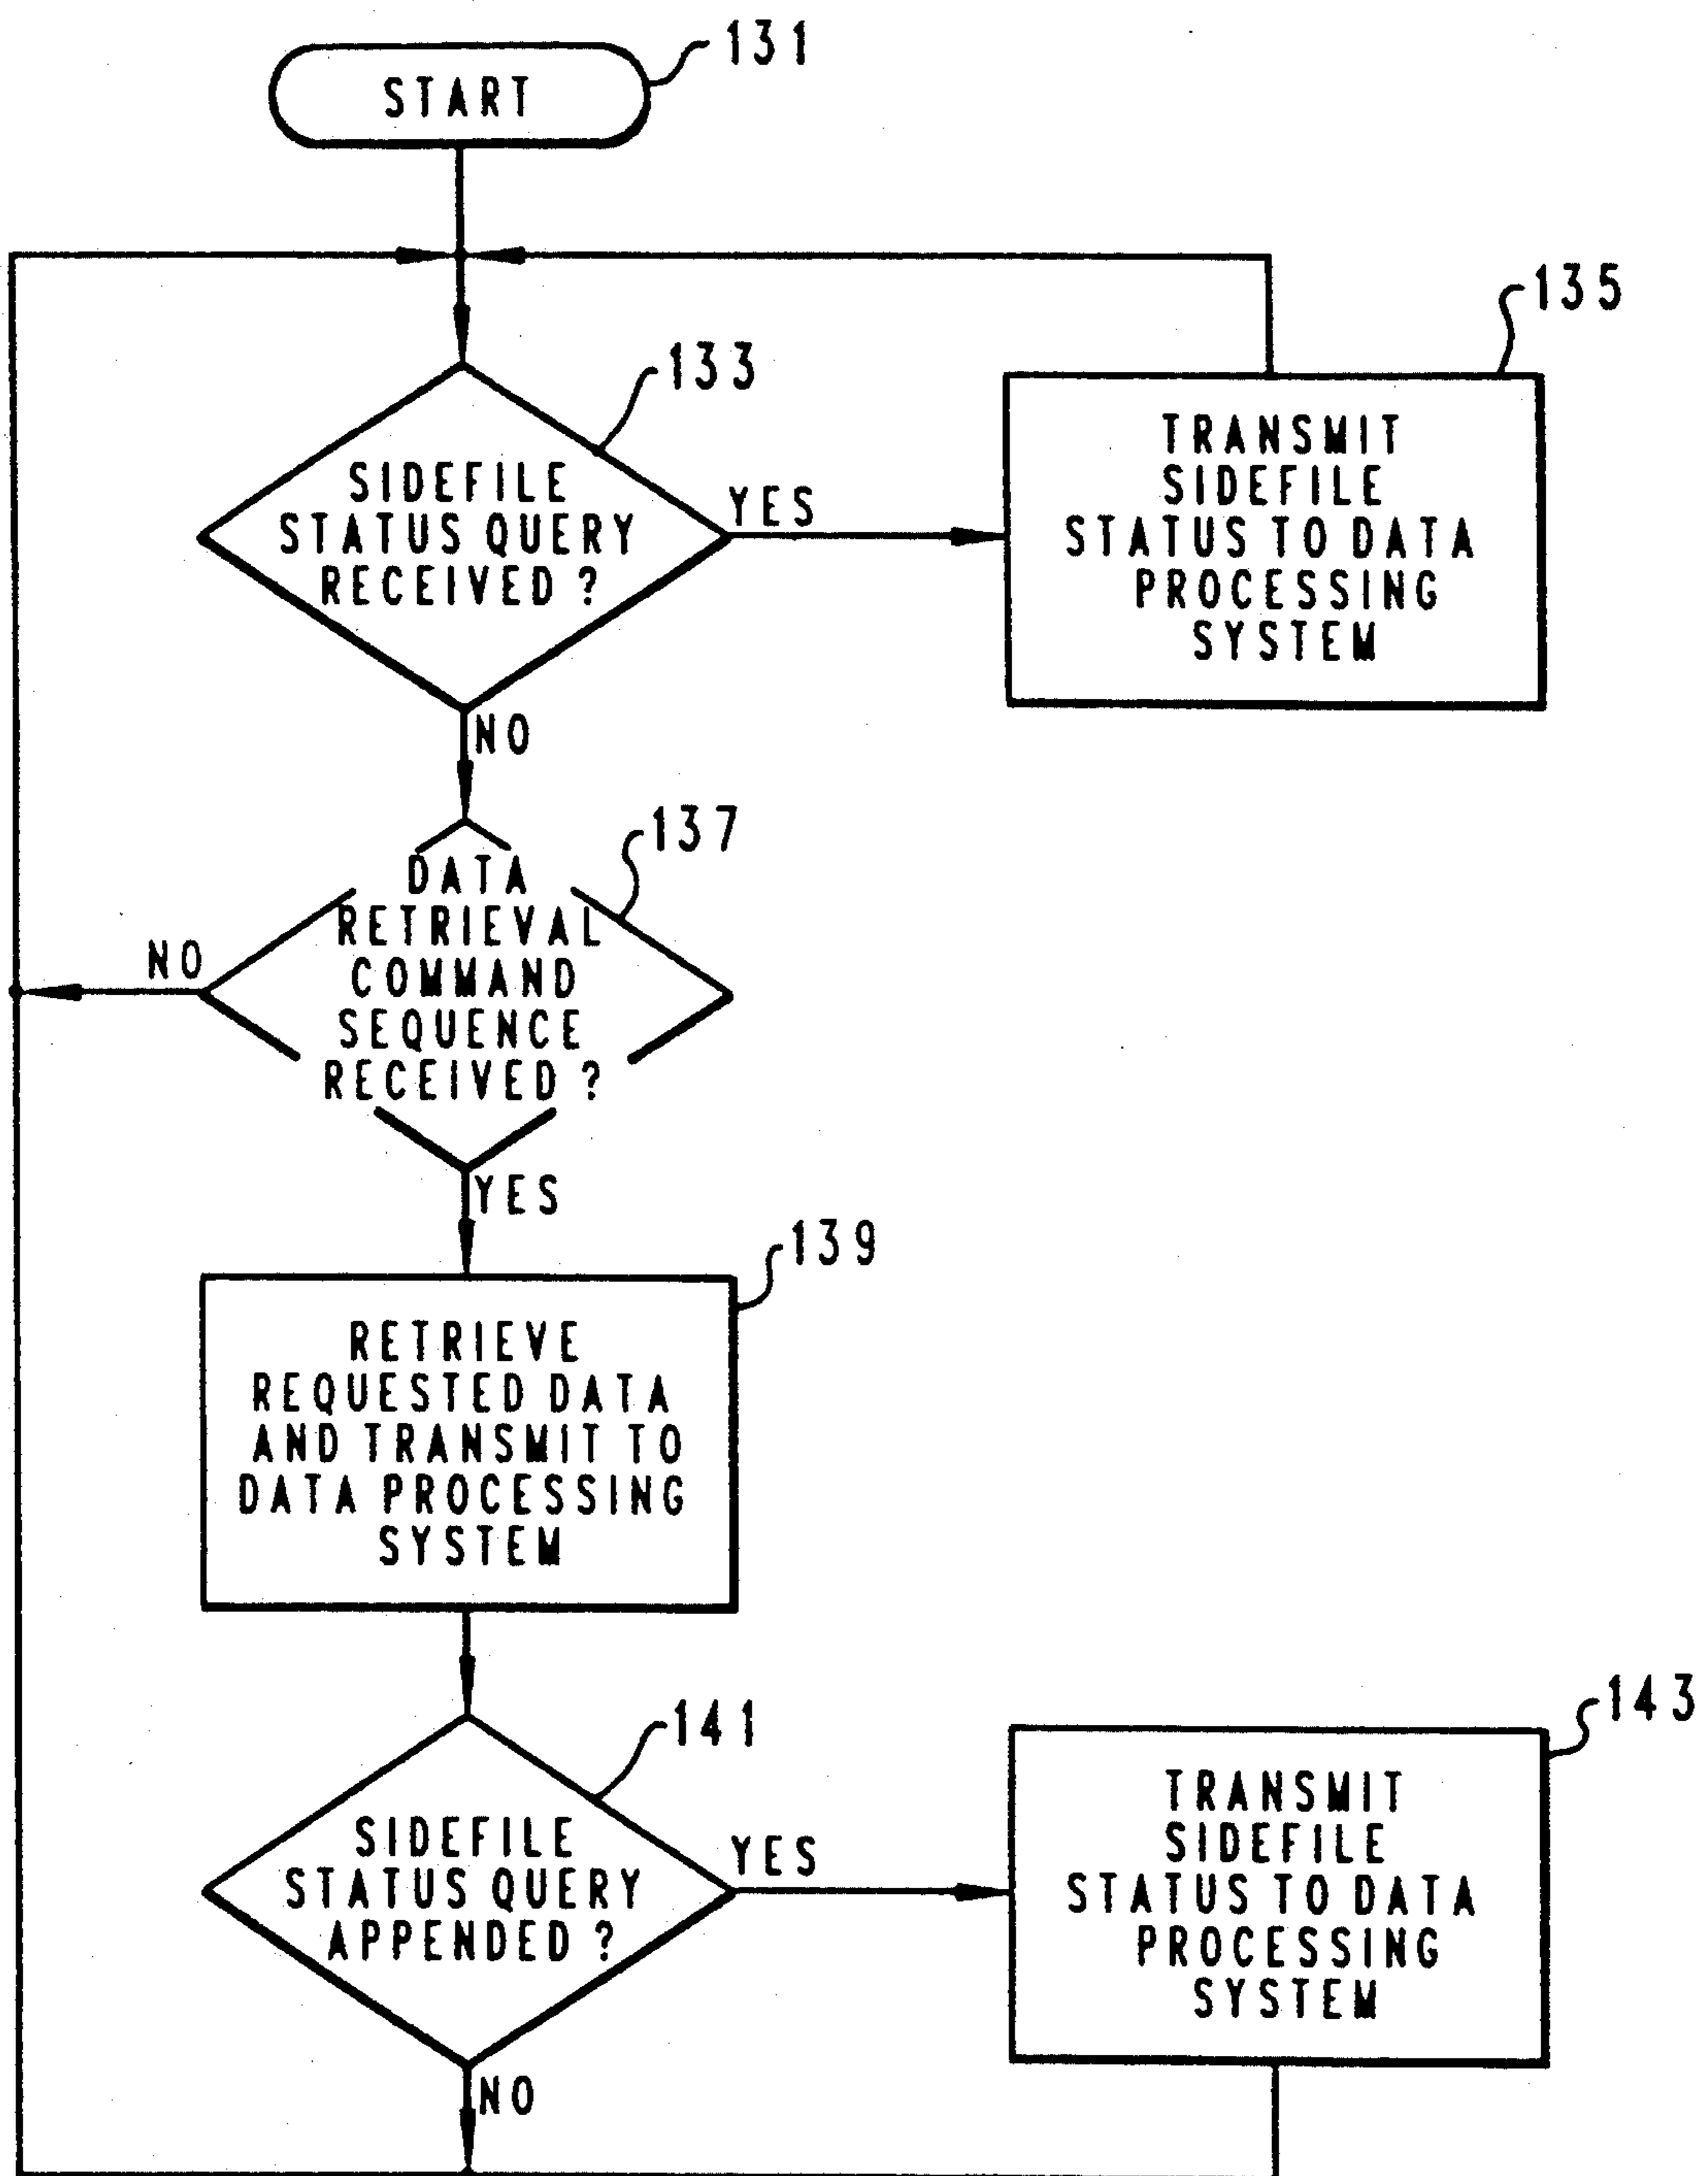 131
START
135
133
TRANSMIT
SIDEFILE
STATUS TO DATA
PROCESSING
SYSTEM
SIDEFILE
STATUS QUERY
RECEIVED ?
YES
NO
137
DATA
RETRIEVAL
COMMAND
SEQUENCE
RECEIVED ?
NO
YES
139
RETRIEVE
REQUESTED DATA
AND TRANSMIT TO
DATA PROCESSING
SYSTEM
141
143
SIDEFILE
STATUS QUERY
APPENDED ?
YES
TRANSMIT
SIDEFILE
STATUS TO DATA
PROCESSING
SYSTEM
NO